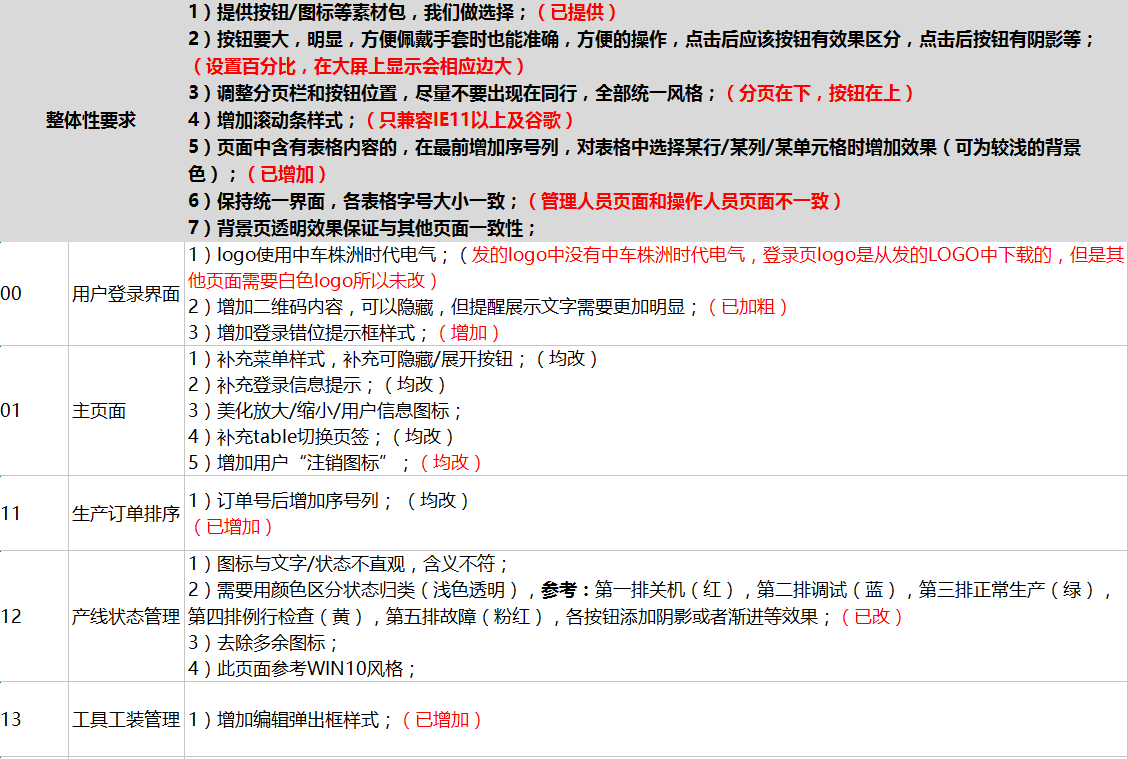 整体性要求
1）提供按钮/图标等素材包，我们做选择；（已提供）
2）按钮要大，明显，方便佩戴手套时也能准确，方便的操作，点击后应该按钮有效果区分，点击后按钮有阴影等；
（设置百分比，在大屏上显示会相应边大）
3）调整分页栏和按钮位置，尽量不要出现在同行，全部统一风格；（分页在下，按钮在上）
4）增加滚动条样式；（只兼容IE11以上及谷歌）
5）页面中含有表格内容的，在最前增加序号列，对表格中选择某行/某列/某单元格时增加效果（可为较浅的背景
色）；（已增加）
6）保持统一界面，各表格字号大小一致；（管理人员页面和操作人员页面不一致）
7）背景页透明效果保证与其他页面一致性；
00
用户登录界面
1）logo使用中车株洲时代电气；（发的logo中没有中车株洲时代电气，登录页logo是从发的LOGO中下载的，但是其
他页面需要白色logo所以未改）
2）增加二维码内容，可以隐藏，但提醒展示文字需要更加明显；（已加粗）
3）增加登录错位提示框样式；（增加）
01
主页面
1）补充菜单样式，补充可隐藏/展开按钮；（均改）
2）补充登录信息提示；（均改）
3）美化放大/缩小/用户信息图标；
4）补充table切换页签；（均改）
5）增加用户“注销图标”；（均改）
11
生产订单排序
1）订单号后增加序号列；（均改）
（已增加）
12
产线状态管理
1）图标与文字/状态不直观，含义不符；
2）需要用颜色区分状态归类（浅色透明），参考：第一排关机（红），第二排调试（蓝），第三排正常生产（绿），
第四排例行检查（黄），第五排故障（粉红），各按钮添加阴影或者渐进等效果；（已改）
3）去除多余图标；
4）此页面参考WIN10风格；
13
工具工装管理
1）增加编辑弹出框样式；（已增加）